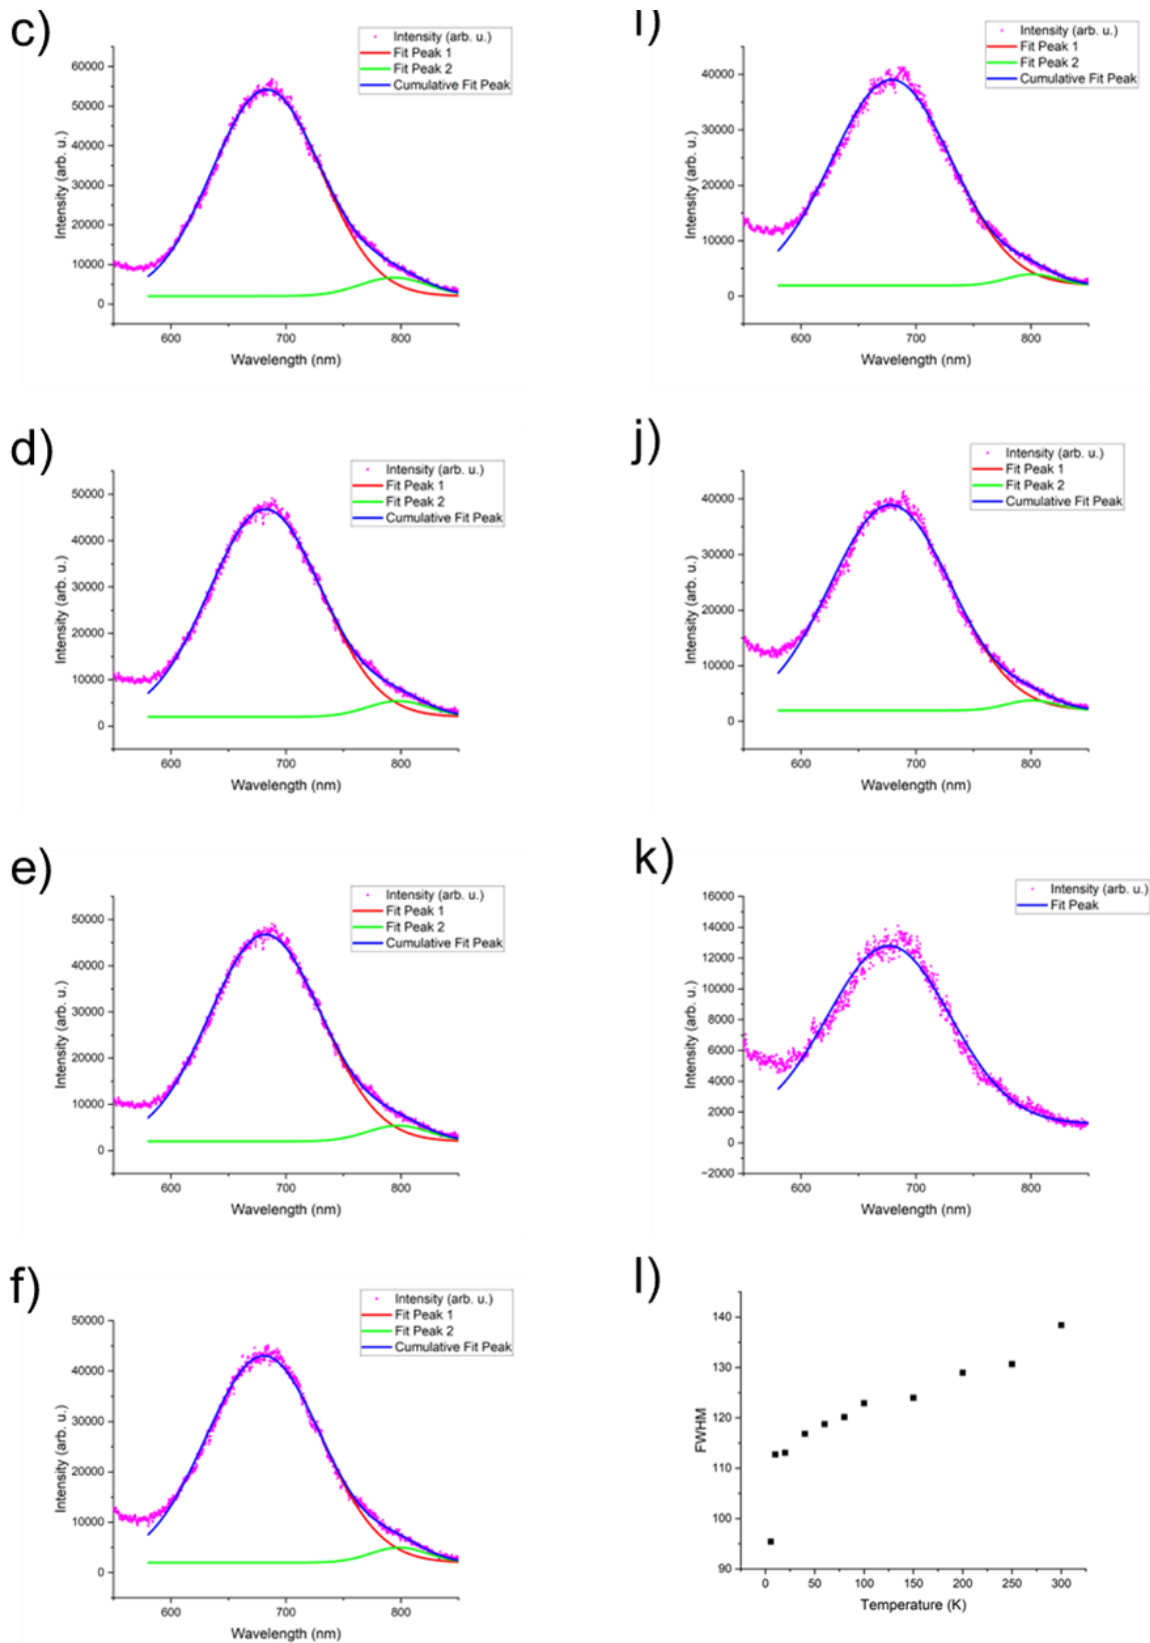 c)
Intensity (arb. u.)
Fit Peak 1
Fit Peak 2
Cumulative Fit Peak
60000
50000
40000
30000
20000
10000
0
Intensity (arb. u.)
600 700 800
Wavelength (nm)
d)
Intensity (arb. u.)
Fit Peak 1
Fit Peak 2
Cumulative Fit Peak
50000
40000
30000
20000
10000
0
Intensity (arb. u.)
600 700 800
Wavelength (nm)
e)
Intensity (arb. u.)
Fit Peak 1
Fit Peak 2
Cumulative Fit Peak
50000
40000
30000
20000
10000
0
Intensity (arb. u.)
600 700 800
Wavelength (nm)
f)
Intensity (arb. u.)
Fit Peak 1
Fit Peak 2
Cumulative Fit Peak
50000
40000
30000
20000
10000
0
Intensity (arb. u.)
600 700 800
Wavelength (nm)
i)
Intensity (arb. u.)
Fit Peak 1
Fit Peak 2
Cumulative Fit Peak
40000
30000
20000
10000
0
Intensity (arb. u.)
600 700 800
Wavelength (nm)
j)
Intensity (arb. u.)
Fit Peak 1
Fit Peak 2
Cumulative Fit Peak
40000
30000
20000
10000
0
Intensity (arb. u.)
600 700 800
Wavelength (nm)
k)
Intensity (arb. u.)
Fit Peak
16000
14000
12000
10000
8000
6000
4000
2000
0
−2000
Intensity (arb. u.)
600 700 800
Wavelength (nm)
l)
140
130
120
110
100
90
FWHM
0 50 100 150 200 250 300
Temperature (K)